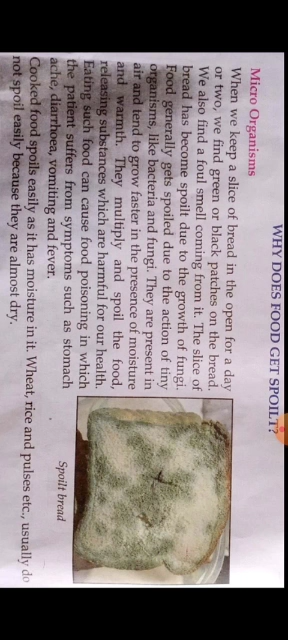 WHY DOES FOOD GET SPOILT?
Micro Organisms
When we keep a slice of bread in the open for a day
or two, we find green or black patches on the bread.
We also find a foul smell coming from it. The slice of
bread has become spoilt due to the growth of fungi.
Food generally gets spoiled due to the action of tiny
organisms, like bacteria and fungi. They are present in
air and tend to grow faster in the presence of moisture
and warmth. They multiply and spoil the food,
releasing substances which are harmful for our health.
Eating such food can cause food poisoning in which
the patient suffers from symptoms such as stomach
ache, diarrhoea, vomiting and fever.
Spoilt bread
Cooked food spoils easily as it has moisture in it. Wheat, rice and pulses etc., usually do
not spoil easily because they are almost dry.